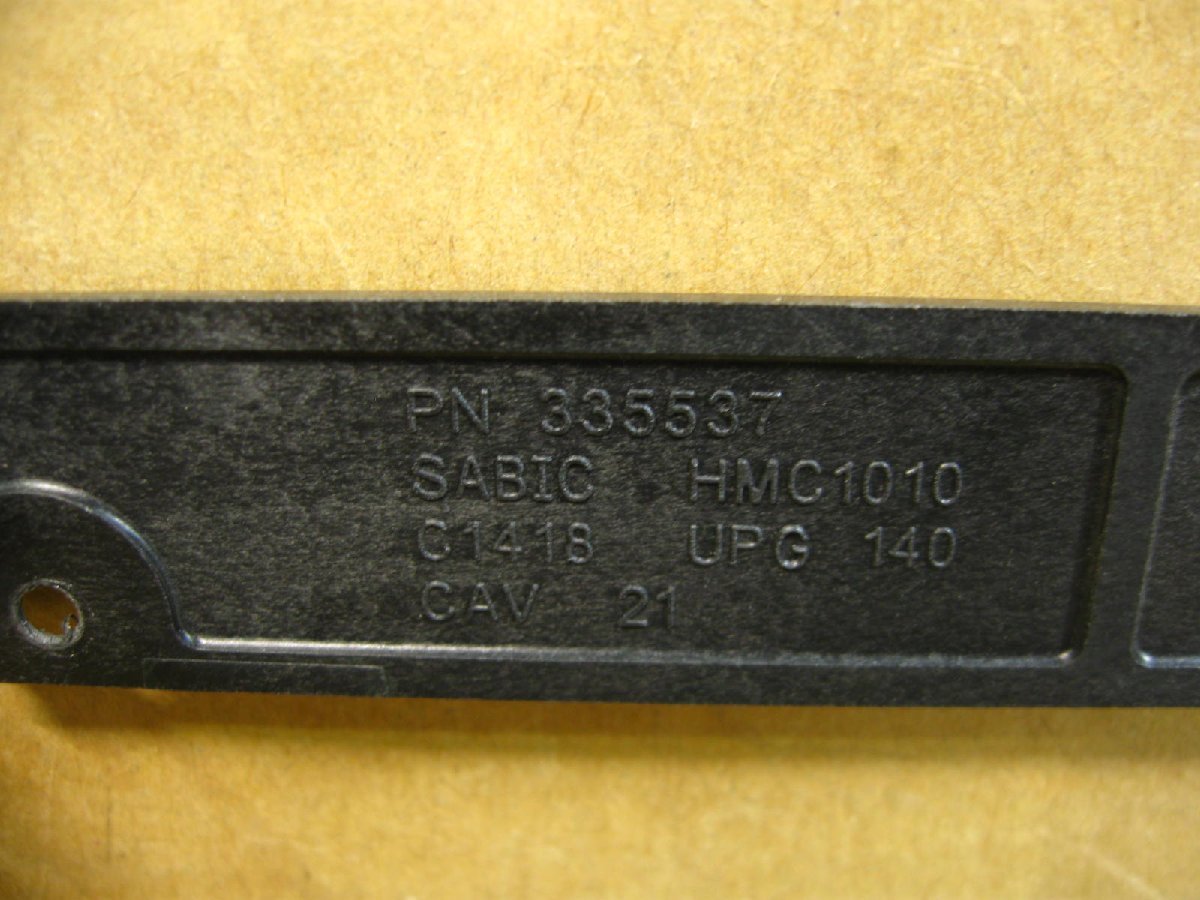 PN 335537
SABIC HMC1010
C1418 UPG 140
CAV 21